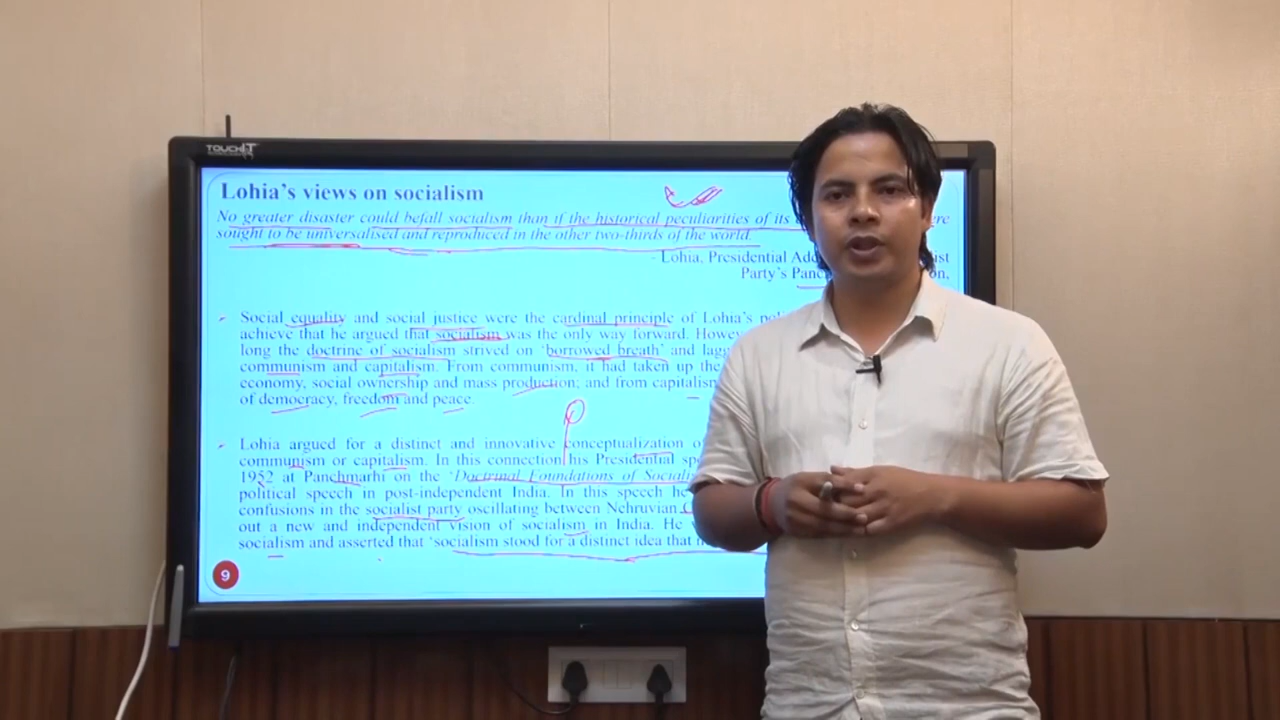 TOUCHIT
Lohia's views on socialism
No greater disaster could befall socialism than if the historical peculiarities of its
sought to be universalised and reproduced in the other two-thirds of the world.
- Lohia, Presidential
Party's
Social equality and social justice were the cardinal principle of Lohia's
achieve that he argued that socialism was the only way forward.
long the doctrine of socialism strived on 'borrowed breath' and
communism and capitalism. From communism, it had taken up the
economy, social ownership and mass production; and from capitalism
of democracy, freedom and peace.
Lohia argued for a distinct and innovative conceptualization
communism or capitalism. In this connection his Presidential
1952 at Panchmarhi on the 'Doctrinal Foundations of
political speech in post-independent India. In this speech he
confusions in the socialist party oscillating between Nehruvian
out a new and independent vision of socialism in India. He
socialism and asserted that 'socialism stood for a distinct idea that
9